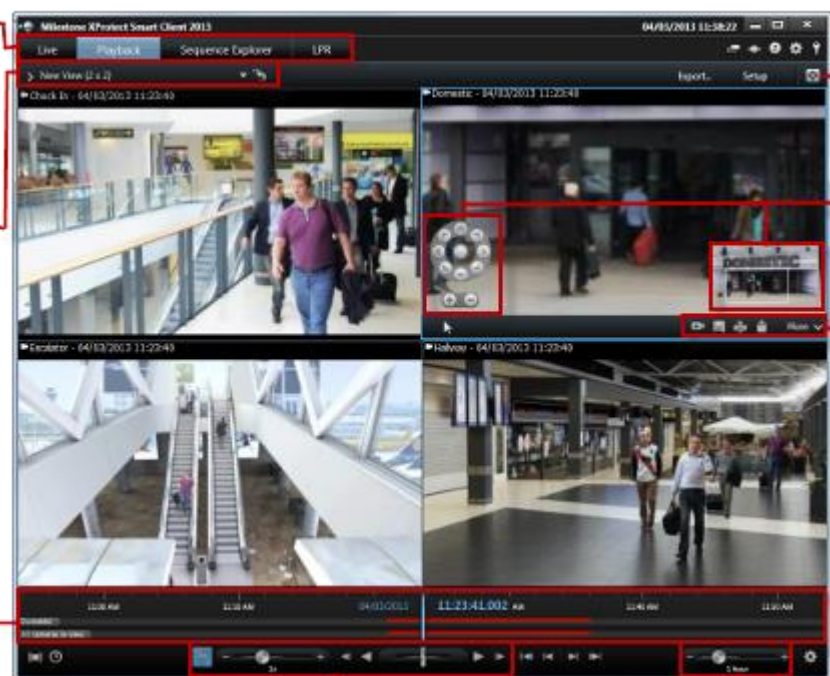 Milestone XProtect Smart Client 2013
04/03/2013 11:38:22
Live Playback Sequence Explorer LPR
New View (2 x 2)
Export... Setup
Check In - 04/03/2013 11:23:40
Domestic - 04/03/2013 11:23:40
DOMESTIC
More
Escalator - 04/03/2013 11:23:40
Hallway - 04/03/2013 11:23:40
11:00 AM
11:10 AM
04/03/2013
11:23:41.002 AM
11:40 AM
11:50 AM
Domestic
1x
1 Hour